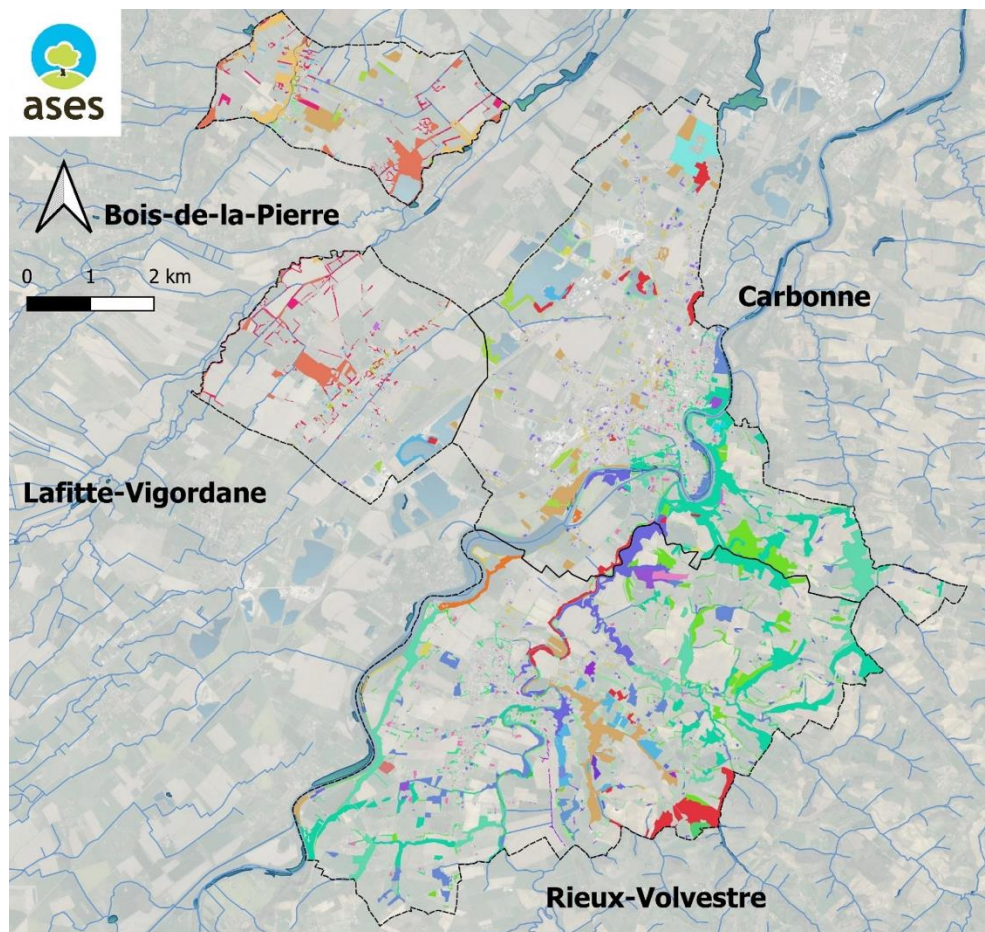 ases
Bois-de-la-Pierre
0 1 2 km
Carbonne
Lafitte-Vigordane
Rieux-Volvestre